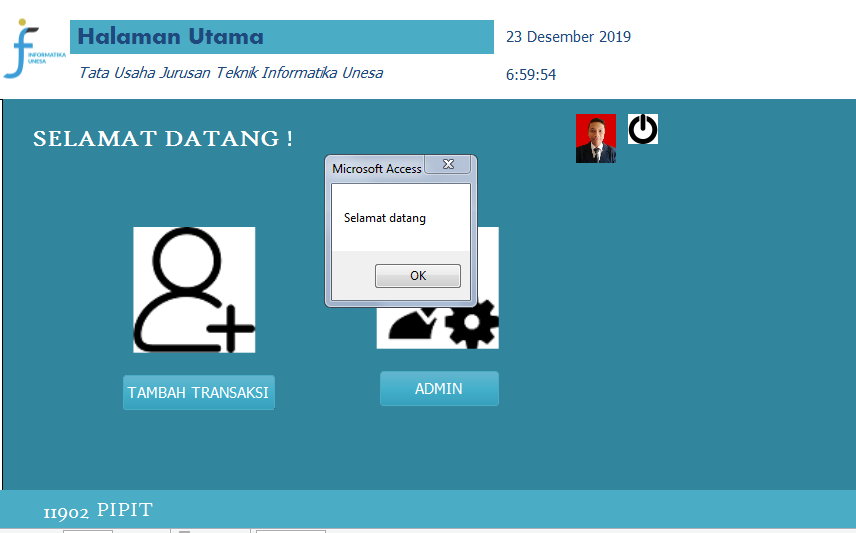 INFORMATIKA
UNESA
Halaman Utama
23 Desember 2019
Tata Usaha Jurusan Teknik Informatika Unesa
6:59:54
SELAMAT DATANG !
Microsoft Access
Selamat datang
OK
TAMBAH TRANSAKSI
ADMIN
11902 PIPIT